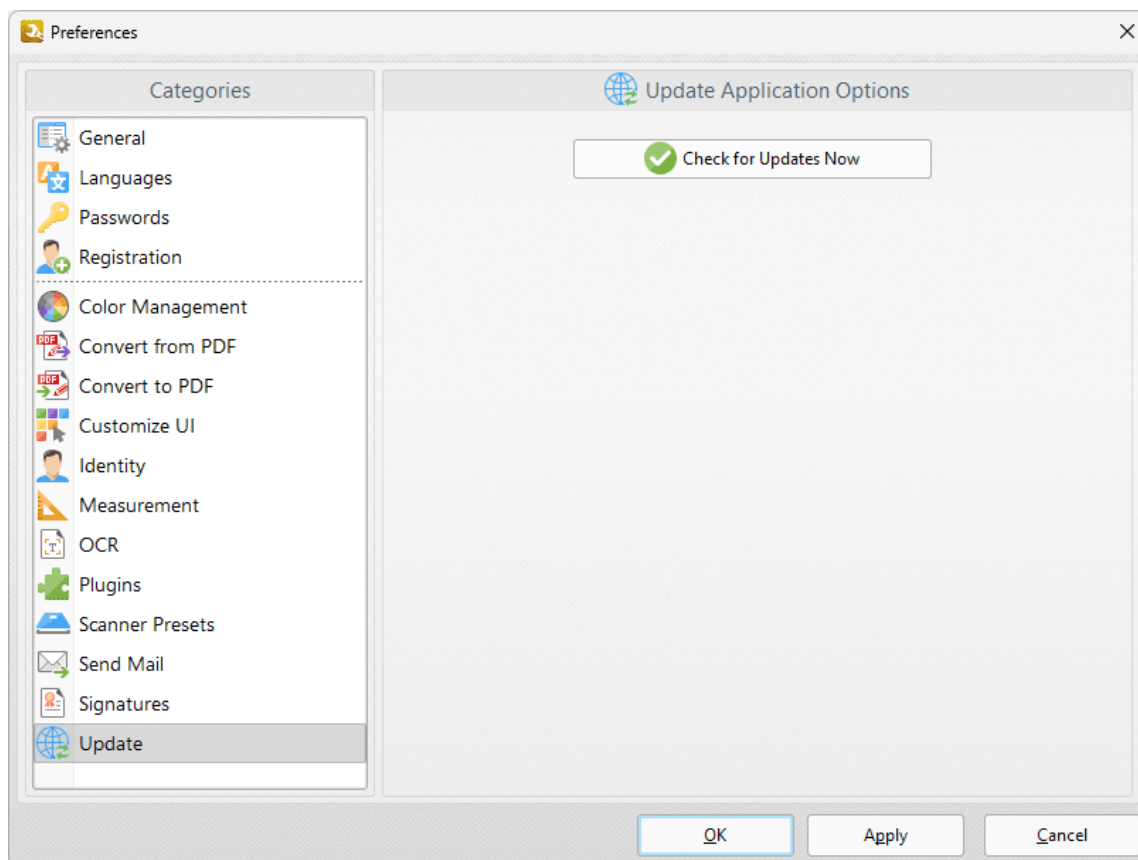 Preferences
Categories
General
Languages
Passwords
Registration
Color Management
Convert from PDF
Convert to PDF
Customize UI
Identity
Measurement
OCR
Plugins
Scanner Presets
Send Mail
Signatures
Update
Update Application Options
Check for Updates Now
OK
Apply
Cancel